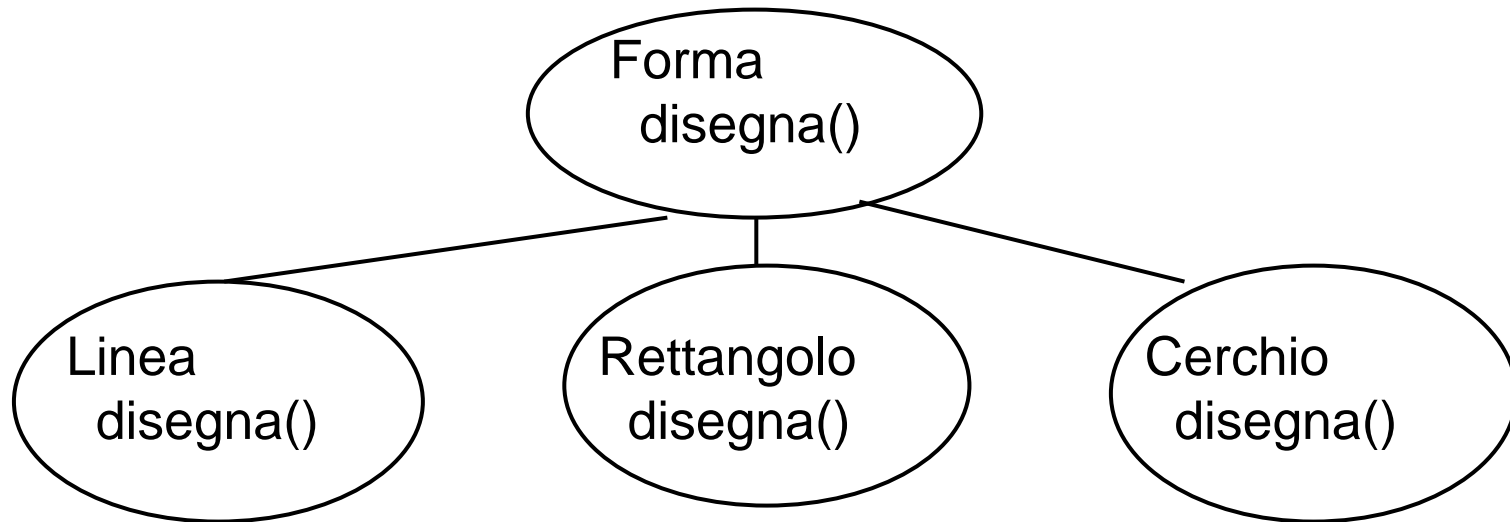 Forma
disegna()
Linea
disegna()
Rettangolo
disegna()
Cerchio
disegna()